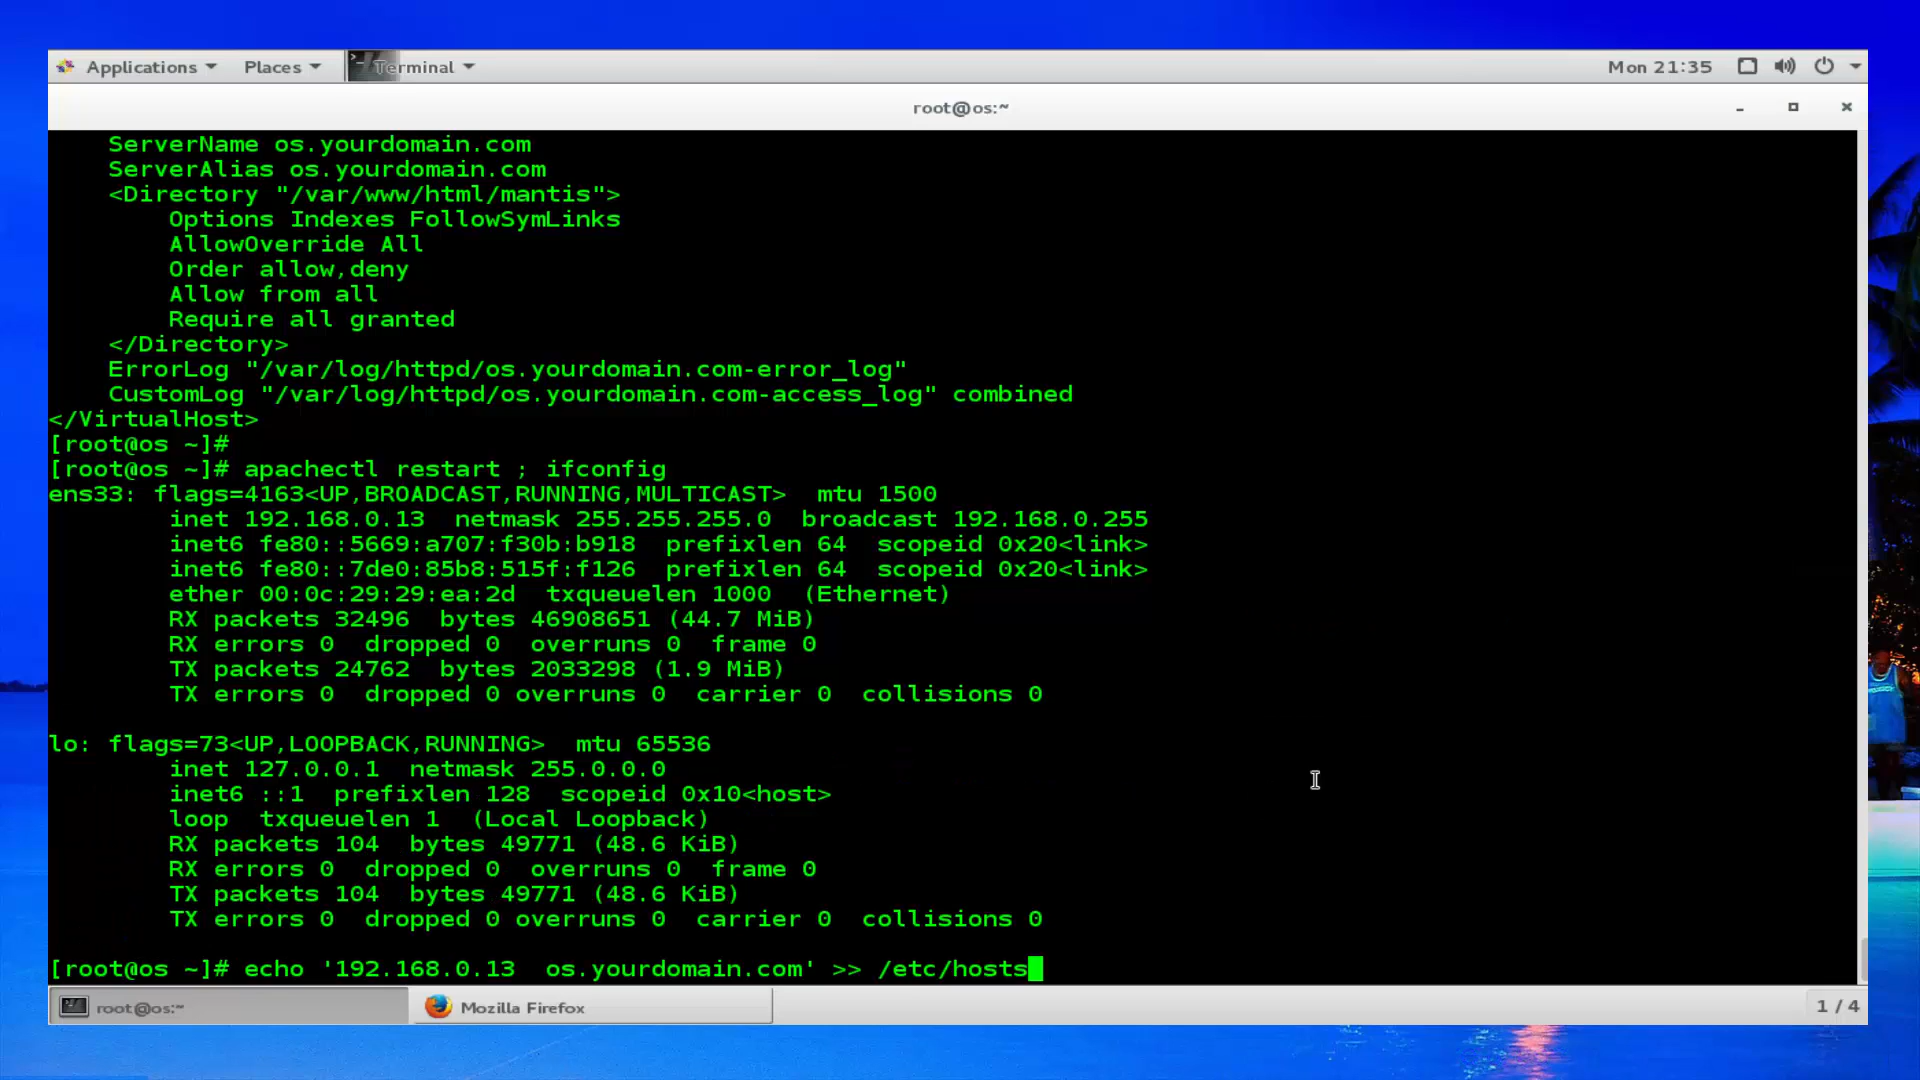 Applications Places Terminal Mon 21:35
root@os:~
ServerName os.yourdomain.com
ServerAlias os.yourdomain.com
<Directory "/var/www/html/mantis">
Options Indexes FollowSymLinks
AllowOverride All
Order allow,deny
Allow from all
Require all granted
</Directory>
ErrorLog "/var/log/httpd/os.yourdomain.com-error_log"
CustomLog "/var/log/httpd/os.yourdomain.com-access_log" combined
</VirtualHost>
[root@os ~]#
[root@os ~]# apachectl restart ; ifconfig
ens33: flags=4163<UP,BROADCAST,RUNNING,MULTICAST>  mtu 1500
inet 192.168.0.13  netmask 255.255.255.0  broadcast 192.168.0.255
inet6 fe80::5669:a707:f30b:b918  prefixlen 64  scopeid 0x20<link>
inet6 fe80::7de0:85b8:515f:f126  prefixlen 64  scopeid 0x20<link>
ether 00:0c:29:29:ea:2d  txqueuelen 1000  (Ethernet)
RX packets 32496  bytes 46908651 (44.7 MiB)
RX errors 0  dropped 0  overruns 0  frame 0
TX packets 24762  bytes 2033298 (1.9 MiB)
TX errors 0  dropped 0 overruns 0  carrier 0  collisions 0
lo: flags=73<UP,LOOPBACK,RUNNING>  mtu 65536
inet 127.0.0.1  netmask 255.0.0.0
inet6 ::1  prefixlen 128  scopeid 0x10<host>
loop  txqueuelen 1  (Local Loopback)
RX packets 104  bytes 49771 (48.6 KiB)
RX errors 0  dropped 0  overruns 0  frame 0
TX packets 104  bytes 49771 (48.6 KiB)
TX errors 0  dropped 0 overruns 0  carrier 0  collisions 0
[root@os ~]# echo '192.168.0.13  os.yourdomain.com' >> /etc/hosts
root@os:~ Mozilla Firefox 1 / 4